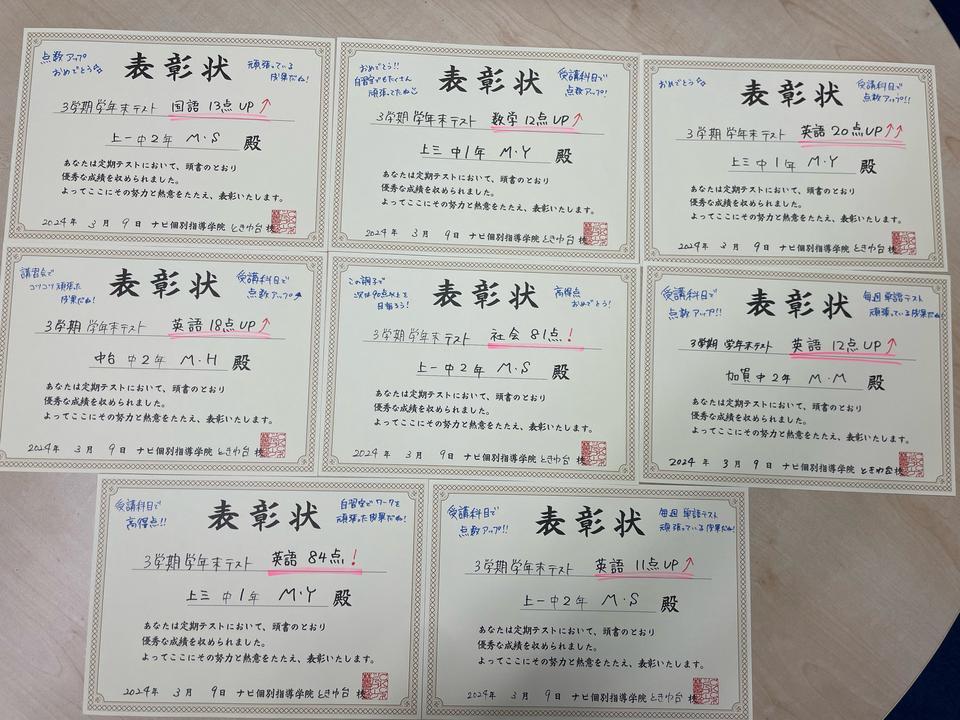 点数アップ
おめでとう
表彰状
頑張っている
成果だね!
3学期学年末テスト 国語 13点UP↑
上一中2年 M・S 殿
あなたは定期テストにおいて、頭書のとおり
優秀な成績を収められました。
よってここにその努力と熱意をたたえ、表彰いたします。
2024年 3月 9日 ナビ個別指導学院 ときわ台 校
おめでとう!!
自習室でもたくさん
頑張ってたね
表彰状
受講科目で
点数アップ!
3学期 学年末テスト 数学 12点UP↑
上三 中1年 M・Y 殿
あなたは定期テストにおいて、頭書のとおり
優秀な成績を収められました。
よってここにその努力と熱意をたたえ、表彰いたします。
2024年 3月 9日 ナビ個別指導学院 ときわ台 校
おめでとう
表彰状
受講科目で
点数アップ!!
3学期 学年末テスト 英語 20点UP↑↑
上三 中1年 M・Y 殿
あなたは定期テストにおいて、頭書のとおり
優秀な成績を収められました。
よってここにその努力と熱意をたたえ、表彰いたします。
2024年 3月 9日 ナビ個別指導学院 ときわ台 校
講習会で
コツコツ頑張った
成果だね!
表彰状
受講科目で
点数アップ↗
3学期 学年末テスト 英語 18点UP↑
中台 中2年 M・H 殿
あなたは定期テストにおいて、頭書のとおり
優秀な成績を収められました。
よってここにその努力と熱意をたたえ、表彰いたします。
2024年 3月 9日 ナビ個別指導学院 ときわ台 校
この調子で
次は90点以上を
目指ろう!
表彰状
高得点
おめでとう!
3学期学年末テスト 社会 81点!
上一中2年 M・S 殿
あなたは定期テストにおいて、頭書のとおり
優秀な成績を収められました。
よってここにその努力と熱意をたたえ、表彰いたします。
2024年 3月 9日 ナビ個別指導学院 ときわ台 校
受講科目で
点数アップ!!
表彰状
毎週 単語テスト
頑張っている成果だね!
3学期 学年末テスト 英語 12点UP↑
加賀 中2年 M・M 殿
あなたは定期テストにおいて、頭書のとおり
優秀な成績を収められました。
よってここにその努力と熱意をたたえ、表彰いたします。
2024年 3月 9日 ナビ個別指導学院 ときわ台 校
受講科目で
高得点!!
表彰状
自習室でワークを
頑張った成果だね!
3学期学年末テスト 英語 84点!
上三 中1年 M・Y 殿
あなたは定期テストにおいて、頭書のとおり
優秀な成績を収められました。
よってここにその努力と熱意をたたえ、表彰いたします。
2024年 3月 9日 ナビ個別指導学院 ときわ台 校
受講科目で
点数アップ!!
表彰状
毎週 単語テスト
頑張っている成果だね!
3学期学年末テスト 英語 11点UP↑
上一中2年 M・S 殿
あなたは定期テストにおいて、頭書のとおり
優秀な成績を収められました。
よってここにその努力と熱意をたたえ、表彰いたします。
2024年 3月 9日 ナビ個別指導学院 ときわ台 校